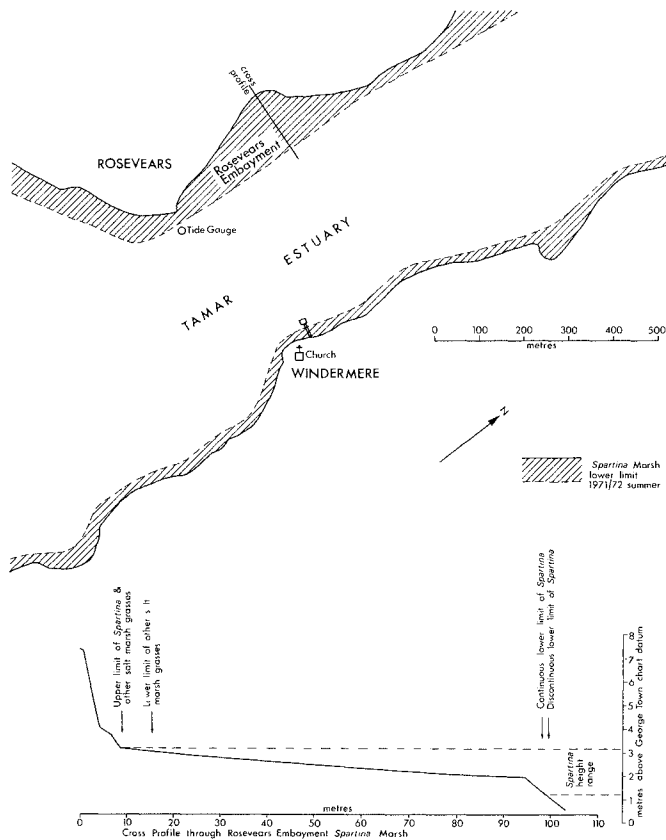 cross
profile
ROSEVEARS
Rosevears
Embayment
Tide Gauge
TAMAR ESTUARY
Church
WINDERMERE
0 100 200 300 400 500
metres
N
Spartina Marsh
lower limit
1971/72 summer
Upper limit of Spartina &
other salt marsh grasses
limit of other
marsh grasses
Continuous lower limit of Spartina
Discontinuous lower limit of Spartina
8
7
6
5
4
3
2
1
0
metres above George Town chart datum
Spartina
height
range
metres
0 10 20 30 40 50 60 70 80 90 100 110
Cross Profile through Rosevears Embayment Spartina Marsh